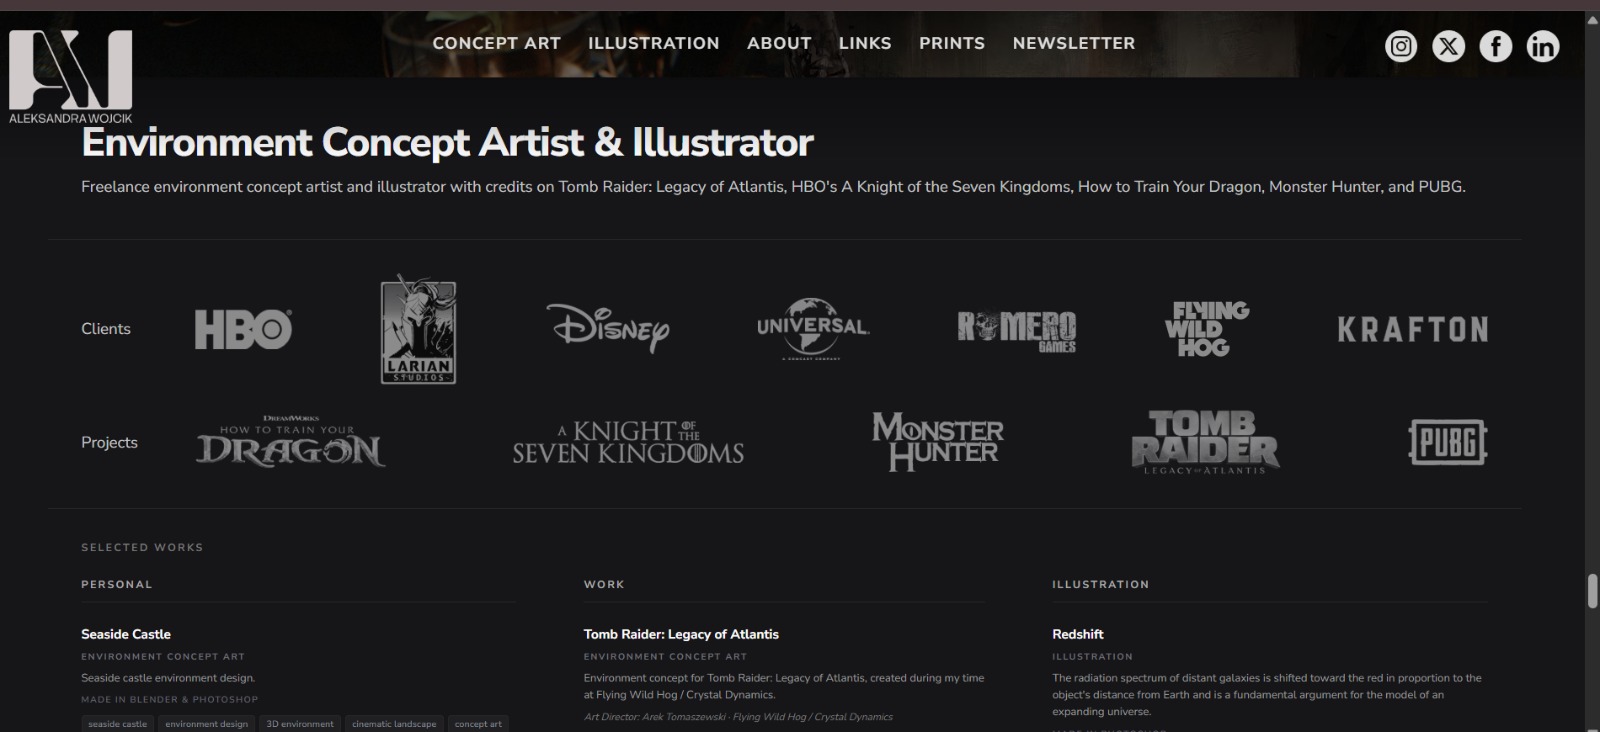 CONCEPT ART ILLUSTRATION ABOUT LINKS PRINTS NEWSLETTER
ALEKSANDRA WOJCIK
Environment Concept Artist & Illustrator
Freelance environment concept artist and illustrator with credits on Tomb Raider: Legacy of Atlantis, HBO's A Knight of the Seven Kingdoms, How to Train Your Dragon, Monster Hunter, and PUBG.
Clients
HBO
LARIAN
STUDIOS
DISNEY
UNIVERSAL
A COMCAST COMPANY
ROMERO
GAMES
FLYING
WILD
HOG
KRAFTON
Projects
DREAMWORKS
HOW TO TRAIN YOUR
DRAGON
A KNIGHT OF THE
SEVEN KINGDOMS
MONSTER
HUNTER
TOMB
RAIDER
LEGACY OF ATLANTIS
PUBG
SELECTED WORKS
PERSONAL
Seaside Castle
ENVIRONMENT CONCEPT ART
Seaside castle environment design.
MADE IN BLENDER & PHOTOSHOP
seaside castle environment design 3D environment cinematic landscape concept art
WORK
Tomb Raider: Legacy of Atlantis
ENVIRONMENT CONCEPT ART
Environment concept for Tomb Raider: Legacy of Atlantis, created during my time
at Flying Wild Hog / Crystal Dynamics.
Art Director: Arek Tomaszewski · Flying Wild Hog / Crystal Dynamics
ILLUSTRATION
Redshift
ILLUSTRATION
The radiation spectrum of distant galaxies is shifted toward the red in proportion to the
object's distance from Earth and is a fundamental argument for the model of an
expanding universe.